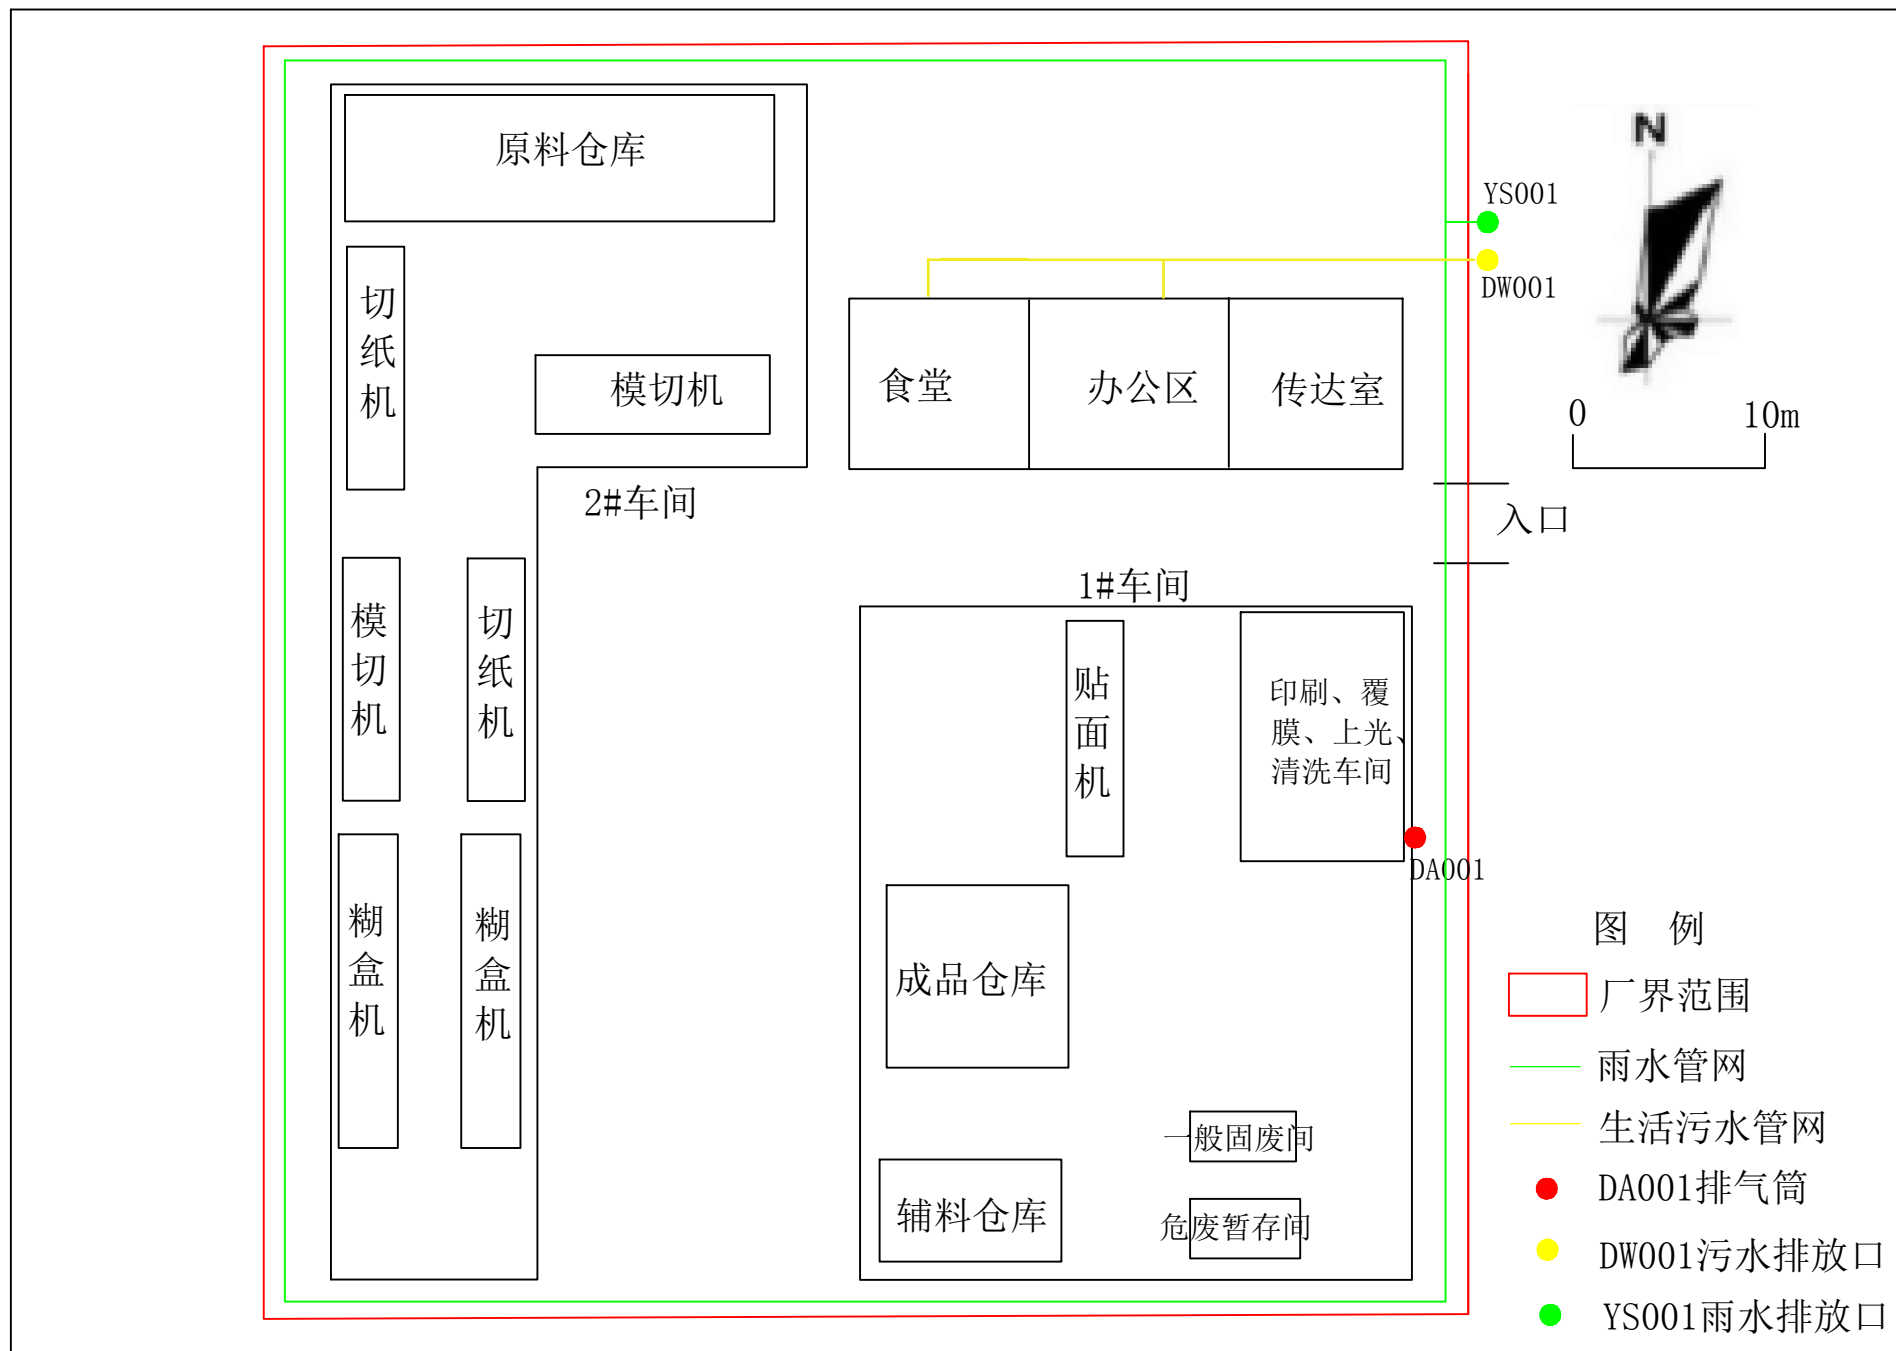 原料仓库
N
YS001
DW001
切纸机
模切机
食堂
办公区
传达室
0
10m
2#车间
入口
1#车间
模切机
切纸机
贴面机
印刷、覆
膜、上光、
清洗车间
DA001
糊盒机
糊盒机
成品仓库
一般固废间
辅料仓库
危废暂存间
图 例
厂界范围
雨水管网
生活污水管网
DA001排气筒
DW001污水排放口
YS001雨水排放口